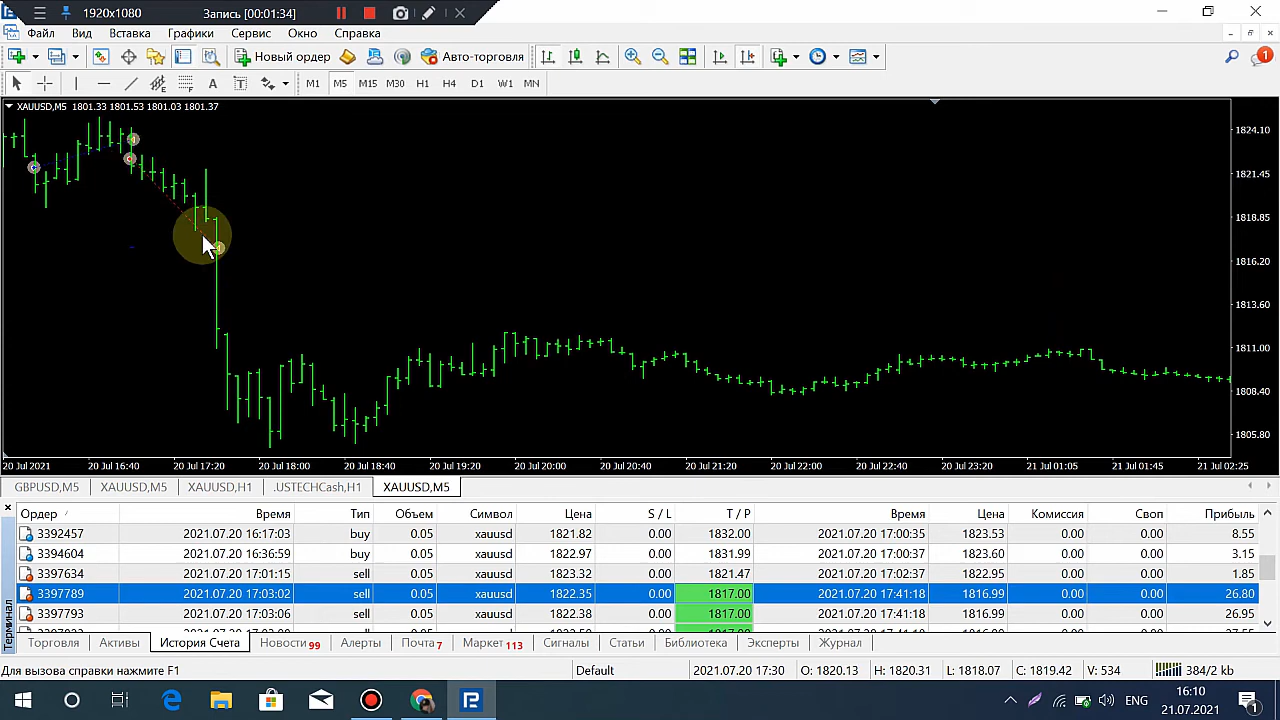 1920x1080 Запись [00:01:34]
Файл Вид Вставка Графики Сервис Окно Справка
Новый ордер Авто-торговля 1
A T M1 M5 M15 M30 H1 H4 D1 W1 MN
XAUUSD,M5 1801.33 1801.53 1801.03 1801.37
1824.10
1821.45
1818.85
1816.20
1813.60
1811.00
1808.40
1805.80
20 Jul 2021 20 Jul 16:40 20 Jul 17:20 20 Jul 18:00 20 Jul 18:40 20 Jul 19:20 20 Jul 20:00 20 Jul 20:40 20 Jul 21:20 20 Jul 22:00 20 Jul 22:40 20 Jul 23:20 21 Jul 01:05 21 Jul 01:45 21 Jul 02:25
GBPUSD,M5 XAUUSD,M5 XAUUSD,H1 .USTECHCash,H1 XAUUSD,M5
Ордер Время Тип Объем Символ Цена S / L T / P Время Цена Комиссия Своп Прибыль
3392457 2021.07.20 16:17:03 buy 0.05 xauusd 1821.82 0.00 1832.00 2021.07.20 17:00:35 1823.53 0.00 0.00 8.55
3394604 2021.07.20 16:36:59 buy 0.05 xauusd 1822.97 0.00 1831.99 2021.07.20 17:00:37 1823.60 0.00 0.00 3.15
3397634 2021.07.20 17:01:15 sell 0.05 xauusd 1823.32 0.00 1821.47 2021.07.20 17:02:37 1822.95 0.00 0.00 1.85
3397789 2021.07.20 17:03:02 sell 0.05 xauusd 1822.35 0.00 1817.00 2021.07.20 17:41:18 1816.99 0.00 0.00 26.80
3397793 2021.07.20 17:03:06 sell 0.05 xauusd 1822.38 0.00 1817.00 2021.07.20 17:41:18 1816.99 0.00 0.00 26.95
Терминал
Торговля Активы История Счета Новости 99 Алерты Почта 7 Маркет 113 Сигналы Статьи Библиотека Эксперты Журнал
Для вызова справки нажмите F1 Default 2021.07.20 17:30 O: 1820.13 H: 1820.31 L: 1818.07 C: 1819.42 V: 534 384/2 kb
ENG 16:10
21.07.2021 1